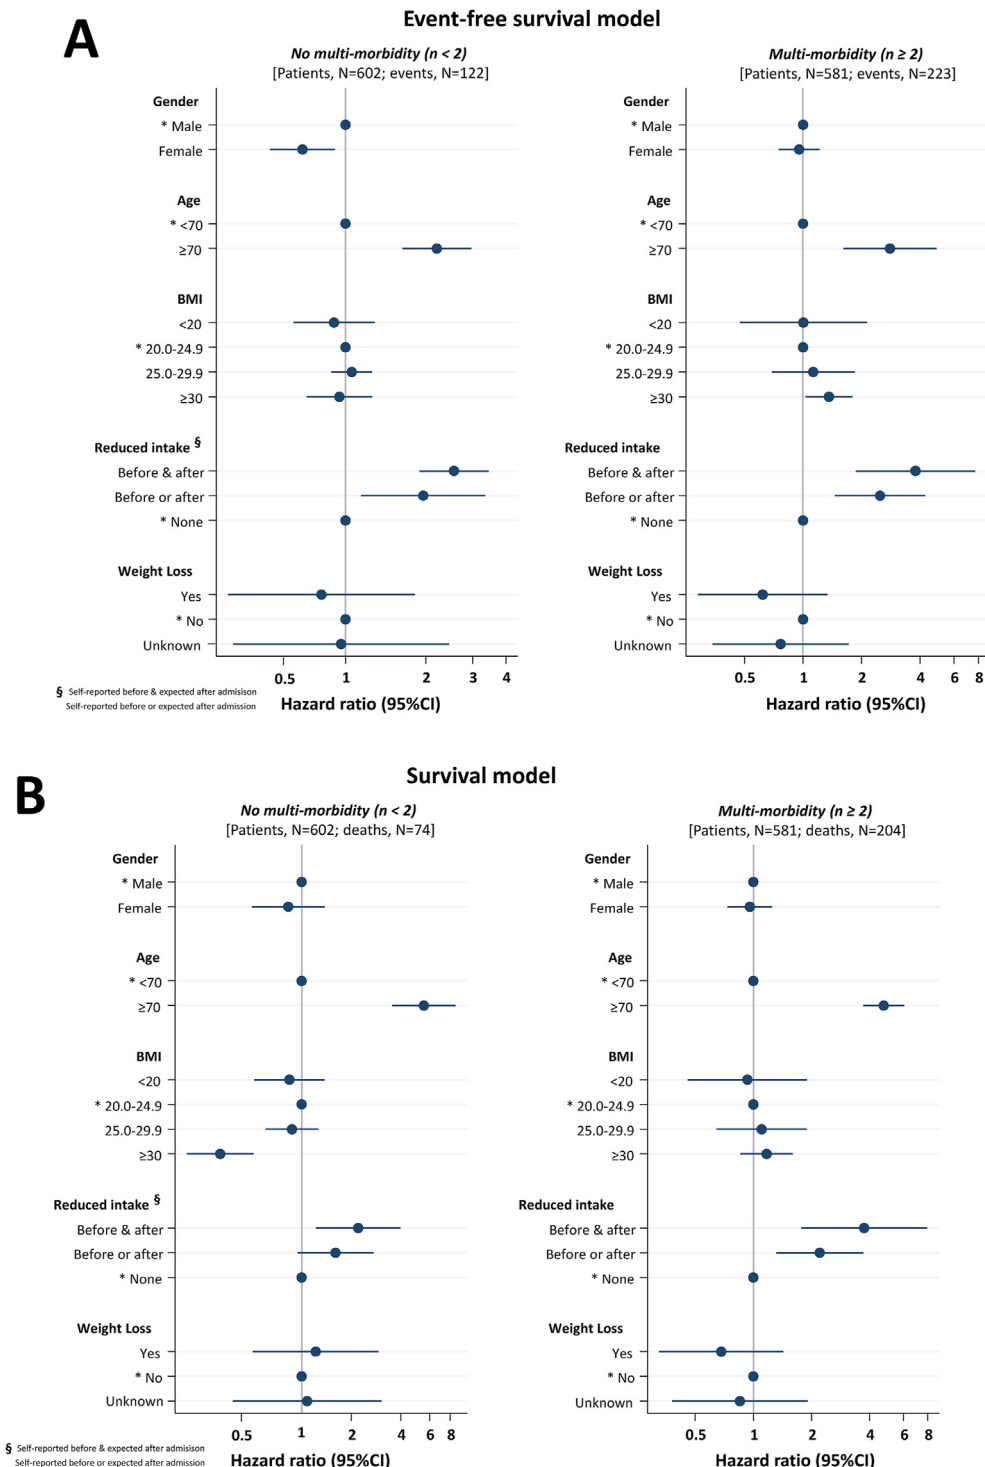 A
Event-free survival model
No multi-morbidity (n < 2)
[Patients, N=602; events, N=122]
Gender
* Male
Female
Age
* <70
≥70
BMI
<20
* 20.0-24.9
25.0-29.9
≥30
Reduced intake §
Before & after
Before or after
* None
Weight Loss
Yes
* No
Unknown
0.5 1 2 3 4
Hazard ratio (95%CI)
§ Self-reported before & expected after admisison
Self-reported before or expected after admission
Multi-morbidity (n ≥ 2)
[Patients, N=581; events, N=223]
Gender
* Male
Female
Age
* <70
≥70
BMI
<20
* 20.0-24.9
25.0-29.9
≥30
Reduced intake
Before & after
Before or after
* None
Weight Loss
Yes
* No
Unknown
0.5 1 2 4 6 8
Hazard ratio (95%CI)
B
Survival model
No multi-morbidity (n < 2)
[Patients, N=602; deaths, N=74]
Gender
* Male
Female
Age
* <70
≥70
BMI
<20
* 20.0-24.9
25.0-29.9
≥30
Reduced intake §
Before & after
Before or after
* None
Weight Loss
Yes
* No
Unknown
0.5 1 2 4 6 8
Hazard ratio (95%CI)
§ Self-reported before & expected after admisison
Self-reported before or expected after admission
Multi-morbidity (n ≥ 2)
[Patients, N=581; deaths, N=204]
Gender
* Male
Female
Age
* <70
≥70
BMI
<20
* 20.0-24.9
25.0-29.9
≥30
Reduced intake
Before & after
Before or after
* None
Weight Loss
Yes
* No
Unknown
0.5 1 2 4 6 8
Hazard ratio (95%CI)